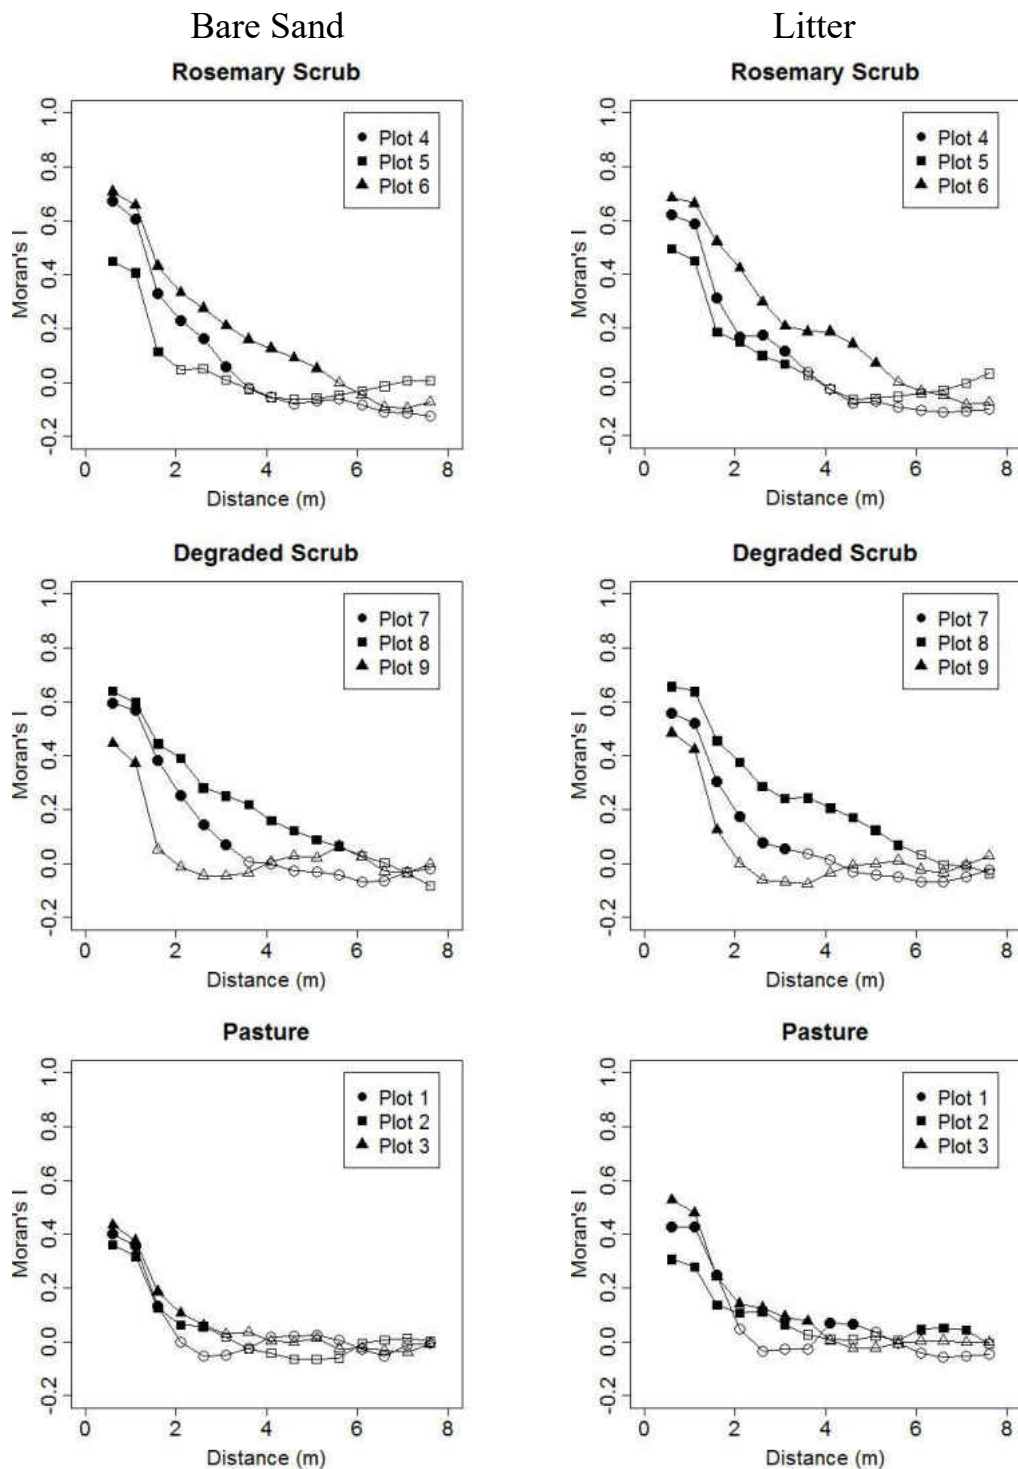 Bare Sand
Litter
Rosemary Scrub
Rosemary Scrub
Moran's I
1.0
0.8
0.6
0.4
0.2
0.0
-0.2
Plot 4
Plot 5
Plot 6
0 2 4 6 8
Distance (m)
Moran's I
1.0
0.8
0.6
0.4
0.2
0.0
-0.2
Plot 4
Plot 5
Plot 6
0 2 4 6 8
Distance (m)
Degraded Scrub
Degraded Scrub
Moran's I
1.0
0.8
0.6
0.4
0.2
0.0
-0.2
Plot 7
Plot 8
Plot 9
0 2 4 6 8
Distance (m)
Moran's I
1.0
0.8
0.6
0.4
0.2
0.0
-0.2
Plot 7
Plot 8
Plot 9
0 2 4 6 8
Distance (m)
Pasture
Pasture
Moran's I
1.0
0.8
0.6
0.4
0.2
0.0
-0.2
Plot 1
Plot 2
Plot 3
0 2 4 6 8
Distance (m)
Moran's I
1.0
0.8
0.6
0.4
0.2
0.0
-0.2
Plot 1
Plot 2
Plot 3
0 2 4 6 8
Distance (m)